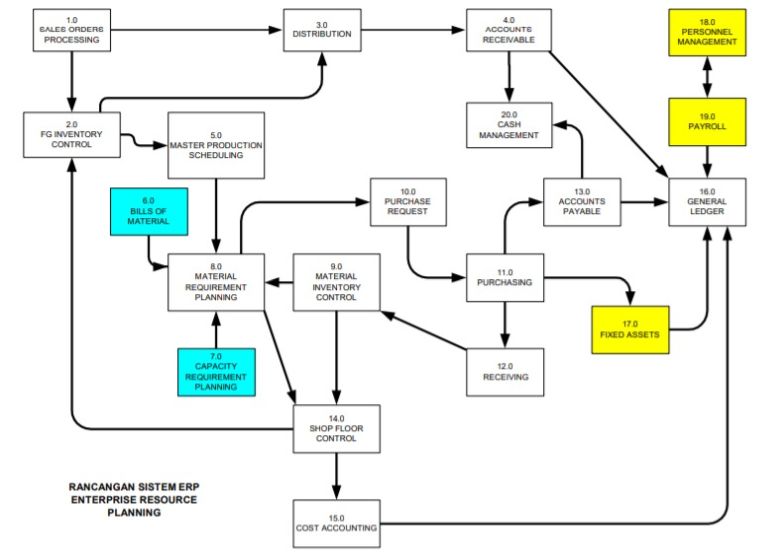 1.0
SALES ORDERS
PROCESSING
3.0
DISTRIBUTION
4.0
ACCOUNTS
RECEIVABLE
18.0
PERSONNEL
MANAGEMENT
2.0
FG INVENTORY
CONTROL
5.0
MASTER PRODUCTION
SCHEDULING
20.0
CASH
MANAGEMENT
19.0
PAYROLL
6.0
BILLS OF
MATERIAL
10.0
PURCHASE
REQUEST
13.0
ACCOUNTS
PAYABLE
16.0
GENERAL
LEDGER
8.0
MATERIAL
REQUIREMENT
PLANNING
9.0
MATERIAL
INVENTORY
CONTROL
11.0
PURCHASING
17.0
FIXED ASSETS
7.0
CAPACITY
REQUIREMENT
PLANNING
12.0
RECEIVING
14.0
SHOP FLOOR
CONTROL
RANCANGAN SISTEM ERP
ENTERPRISE RESOURCE
PLANNING
15.0
COST ACCOUNTING